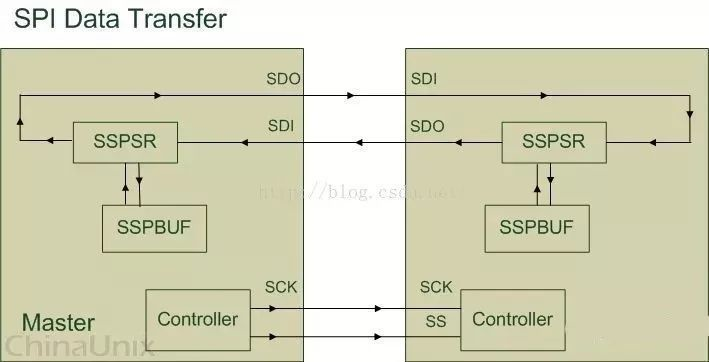 SPI Data Transfer
SDO SDI
SDI SDO
SSPSR SSPSR
http://blog.csdn.net/
SSPBUF SSPBUF
SCK SCK
Controller SS Controller
Master
ChinaUnix